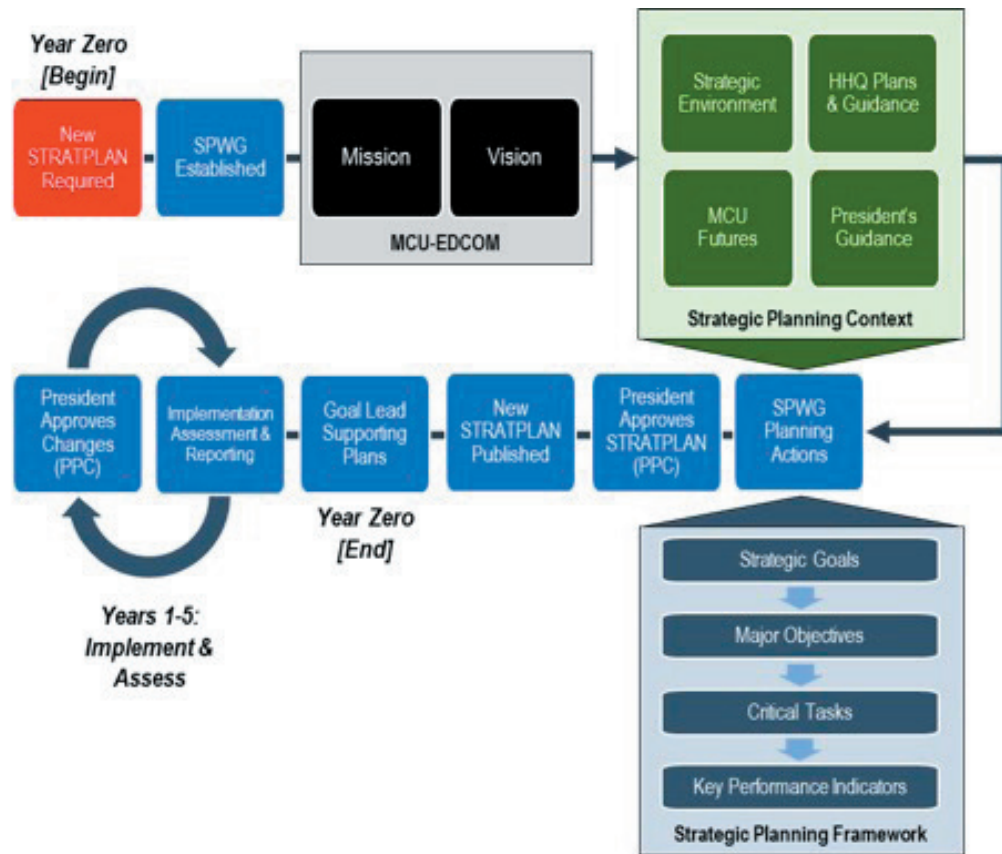 Year Zero
[Begin]
New
STRATPLAN
Required
SPWG
Established
Mission
Vision
MCU-EDCOM
Strategic
Environment
HHQ Plans
& Guidance
MCU
Futures
President's
Guidance
Strategic Planning Context
President
Approves
Changes
(PPC)
Implementation
Assessment &
Reporting
Goal Lead
Supporting
Plans
New
STRATPLAN
Published
President
Approves
STRATPLAN
(PPC)
SPWG
Planning
Actions
Year Zero
[End]
Years 1-5:
Implement &
Assess
Strategic Goals
Major Objectives
Critical Tasks
Key Performance Indicators
Strategic Planning Framework